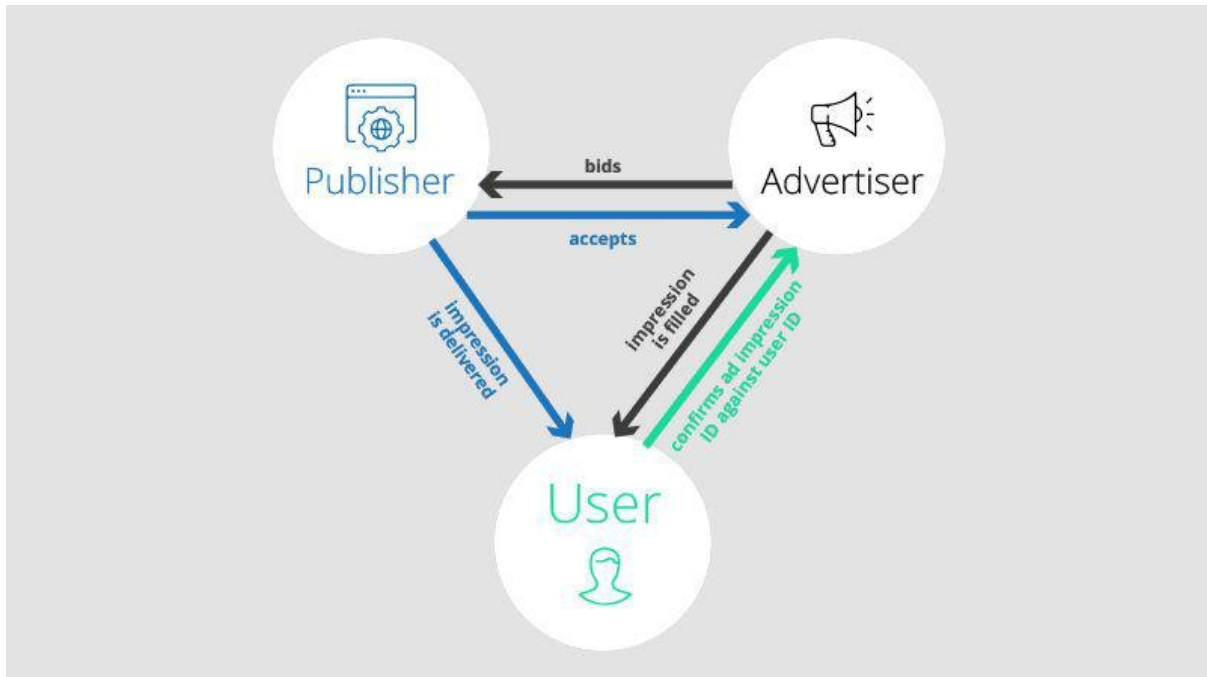 Publisher
Advertiser
bids
accepts
impression
is delivered
impression
is filled
confirms ad impression
ID against user ID
User